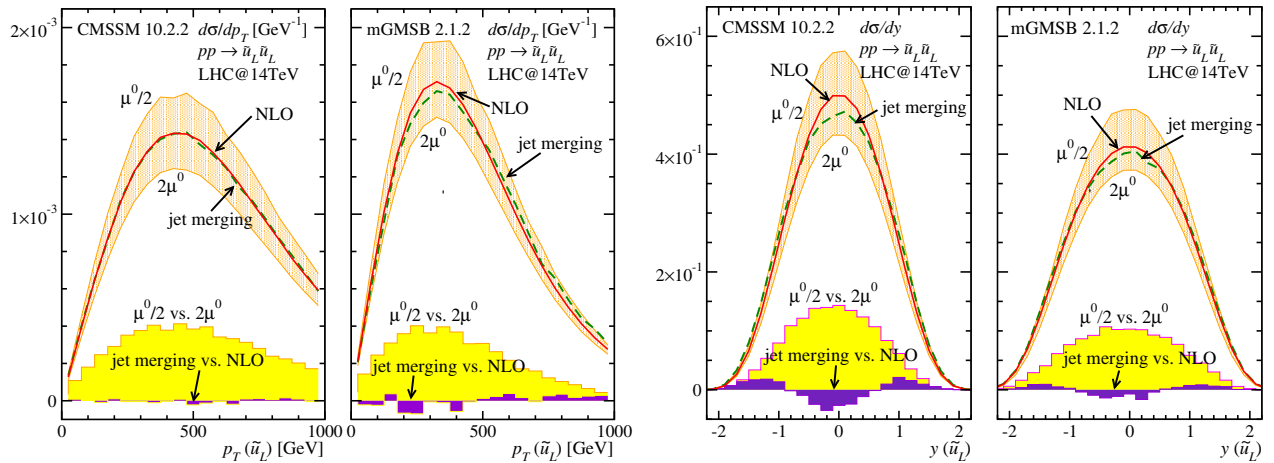 CMSSM 10.2.2 dσ/dp_T [GeV⁻¹]
pp → ũ_L ũ_L
LHC@14TeV
μ⁰/2
NLO
2μ⁰
jet merging
μ⁰/2 vs. 2μ⁰
jet merging vs. NLO
2×10⁻³
1×10⁻³
0
0 500 1000
p_T (ũ_L) [GeV]
mGMSB 2.1.2 dσ/dp_T [GeV⁻¹]
pp → ũ_L ũ_L
LHC@14TeV
μ⁰/2
NLO
jet merging
2μ⁰
μ⁰/2 vs. 2μ⁰
jet merging vs. NLO
0 500 1000
p_T (ũ_L) [GeV]
CMSSM 10.2.2 dσ/dy
pp → ũ_L ũ_L
LHC@14TeV
NLO
μ⁰/2
jet merging
2μ⁰
μ⁰/2 vs. 2μ⁰
jet merging vs. NLO
6×10⁻¹
4×10⁻¹
2×10⁻¹
0
-2 -1 0 1 2
y (ũ_L)
mGMSB 2.1.2 dσ/dy
pp → ũ_L ũ_L
LHC@14TeV
NLO
μ⁰/2
jet merging
2μ⁰
μ⁰/2 vs. 2μ⁰
jet merging vs. NLO
-2 -1 0 1 2
y (ũ_L)